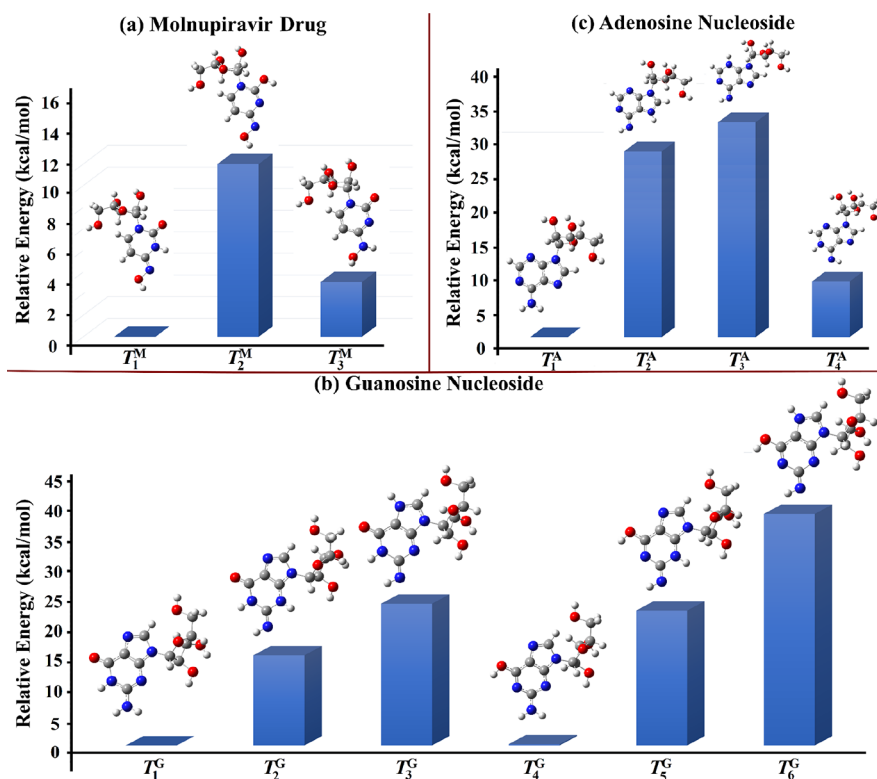 (a) Molnupiravir Drug
Relative Energy (kcal/mol)
16
14
12
10
8
6
4
2
0
T₁ᴹ
T₂ᴹ
T₃ᴹ
(c) Adenosine Nucleoside
Relative Energy (kcal/mol)
40
35
30
25
20
15
10
5
0
T₁ᴬ
T₂ᴬ
T₃ᴬ
T₄ᴬ
(b) Guanosine Nucleoside
Relative Energy (kcal/mol)
45
40
35
30
25
20
15
10
5
0
T₁ᴳ
T₂ᴳ
T₃ᴳ
T₄ᴳ
T₅ᴳ
T₆ᴳ